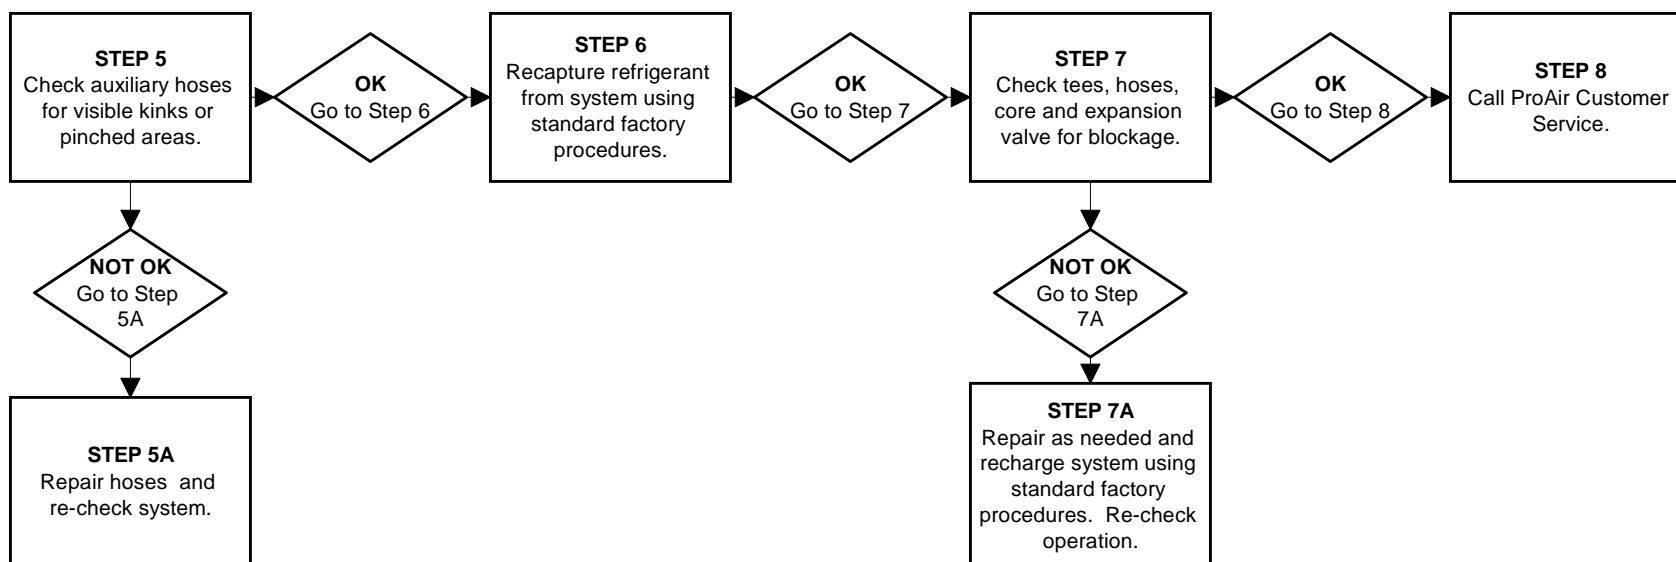 STEP 5
Check auxiliary hoses
for visible kinks or
pinched areas.
OK
Go to Step 6
STEP 6
Recapture refrigerant
from system using
standard factory
procedures.
OK
Go to Step 7
STEP 7
Check tees, hoses,
core and expansion
valve for blockage.
OK
Go to Step 8
STEP 8
Call ProAir Customer
Service.
NOT OK
Go to Step
5A
NOT OK
Go to Step
7A
STEP 5A
Repair hoses and
re-check system.
STEP 7A
Repair as needed and
recharge system using
standard factory
procedures. Re-check
operation.